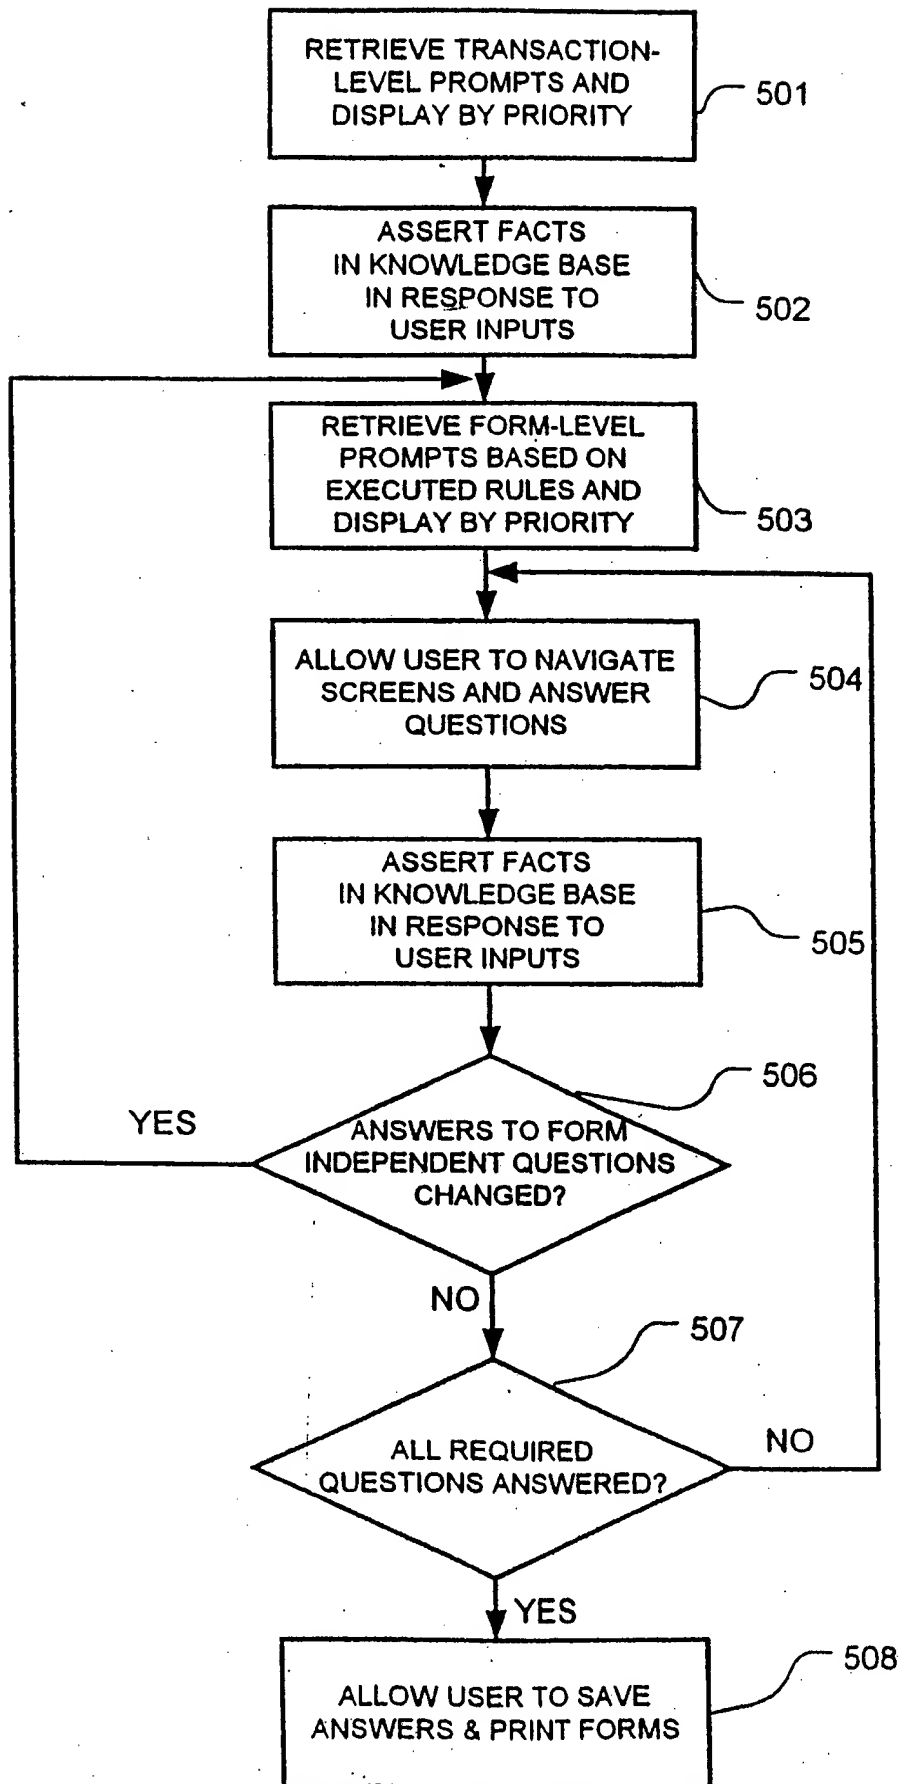 RETRIEVE TRANSACTION-
LEVEL PROMPTS AND
DISPLAY BY PRIORITY
501
ASSERT FACTS
IN KNOWLEDGE BASE
IN RESPONSE TO
USER INPUTS
502
RETRIEVE FORM-LEVEL
PROMPTS BASED ON
EXECUTED RULES AND
DISPLAY BY PRIORITY
503
ALLOW USER TO NAVIGATE
SCREENS AND ANSWER
QUESTIONS
504
ASSERT FACTS
IN KNOWLEDGE BASE
IN RESPONSE TO
USER INPUTS
505
506
YES
ANSWERS TO FORM
INDEPENDENT QUESTIONS
CHANGED?
NO
507
ALL REQUIRED
QUESTIONS ANSWERED?
NO
YES
508
ALLOW USER TO SAVE
ANSWERS & PRINT FORMS